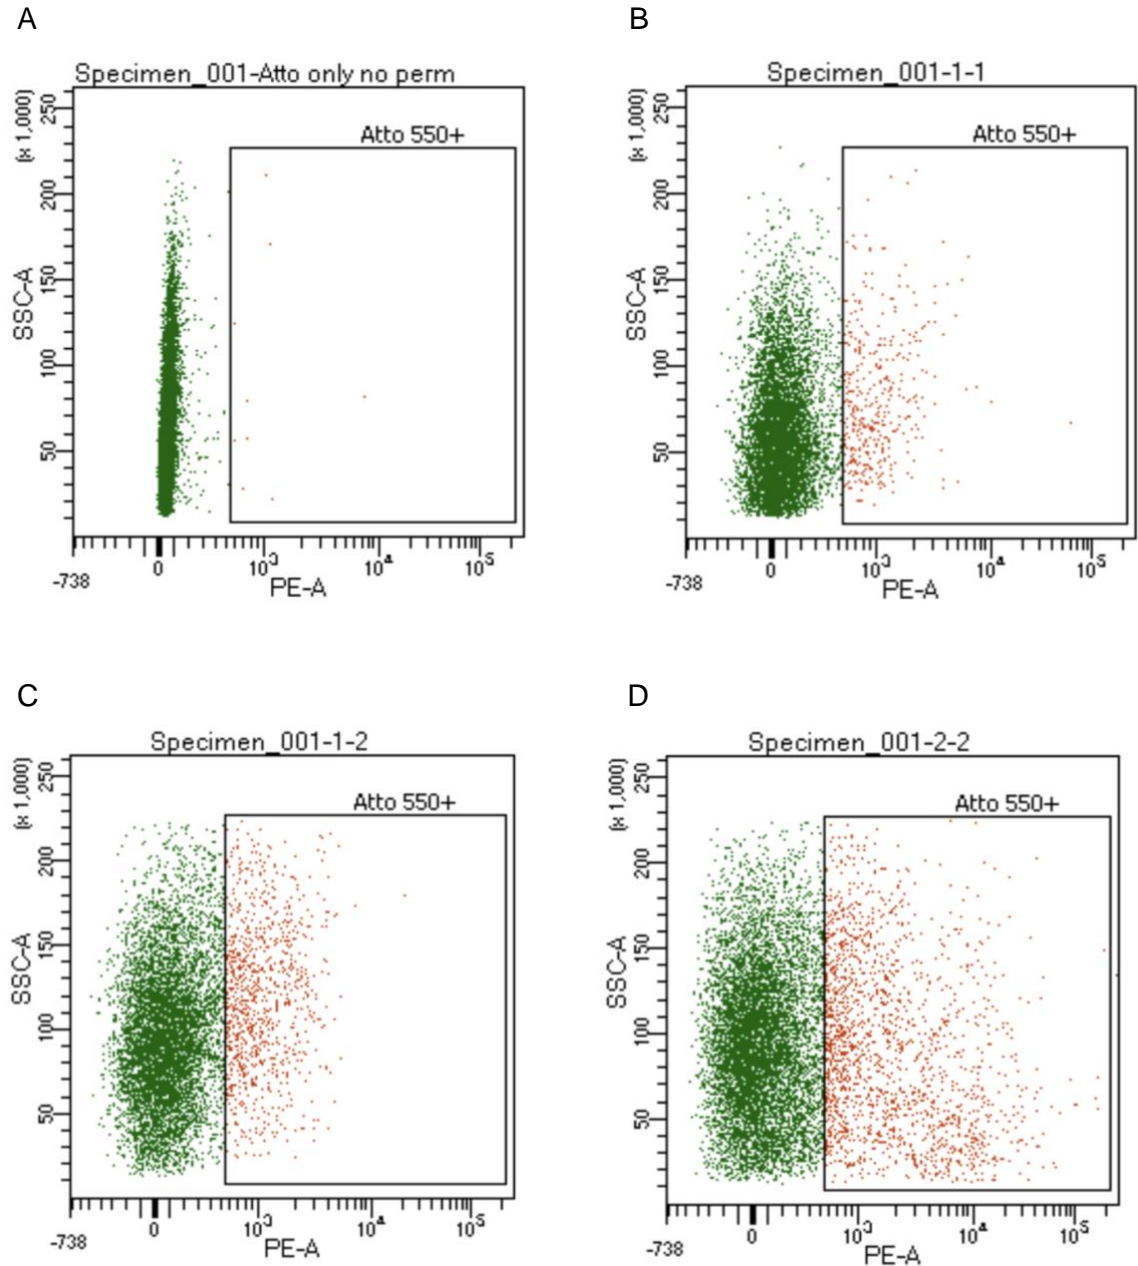 A
B
Specimen_001-Atto only no perm
Specimen_001-1-1
(x 1,000)
250
200
150
100
50
SSC-A
Atto 550+
-738
0
10³
10⁴
10⁵
PE-A
(x 1,000)
250
200
150
100
50
SSC-A
Atto 550+
-738
0
10³
10⁴
10⁵
PE-A
C
D
Specimen_001-1-2
Specimen_001-2-2
(x 1,000)
250
200
150
100
50
SSC-A
Atto 550+
-738
0
10³
10⁴
10⁵
PE-A
(x 1,000)
250
200
150
100
50
SSC-A
Atto 550+
-738
0
10³
10⁴
10⁵
PE-A